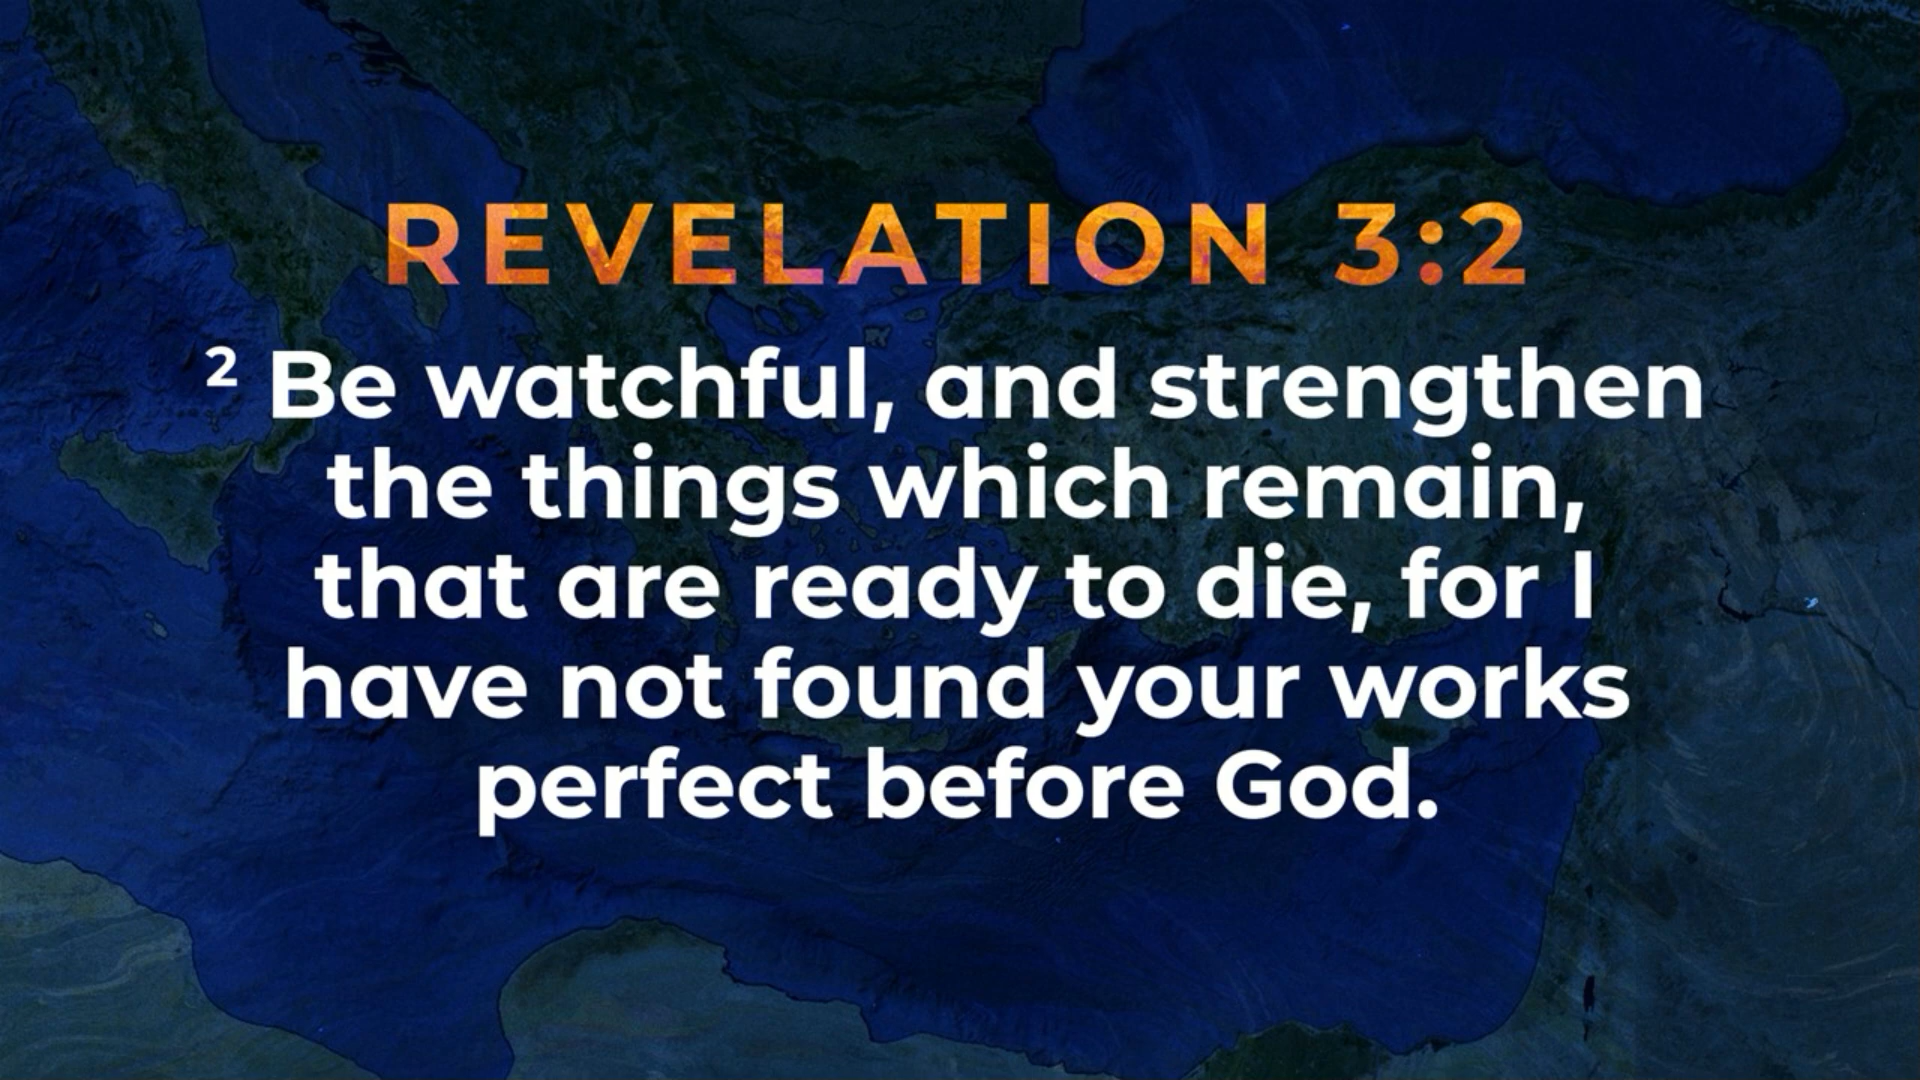 REVELATION 3:2
² Be watchful, and strengthen
the things which remain,
that are ready to die, for I
have not found your works
perfect before God.